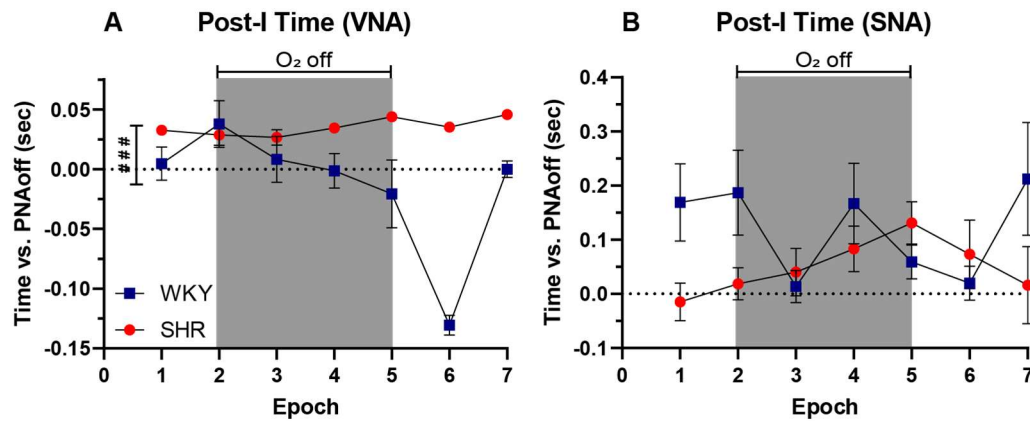 A Post-I Time (VNA)
O₂ off
0.05
0.00
-0.05
-0.10
-0.15
Time vs. PNAoff (sec)
###
WKY
SHR
0 1 2 3 4 5 6 7
Epoch
B Post-I Time (SNA)
O₂ off
0.4
0.3
0.2
0.1
0.0
-0.1
Time vs. PNAoff (sec)
0 1 2 3 4 5 6 7
Epoch